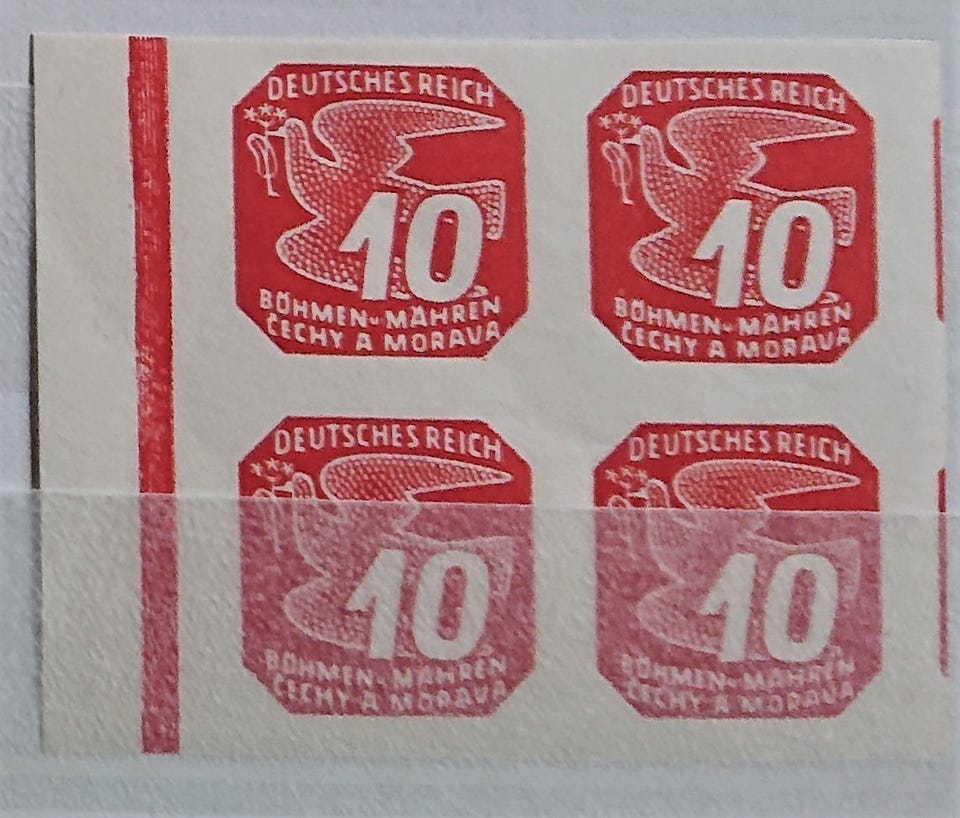 DEUTSCHES REICH
10
BÖHMEN-MÄHREN
ČECHY A MORAVA
DEUTSCHES REICH
10
BÖHMEN-MÄHREN
ČECHY A MORAVA
DEUTSCHES REICH
10
BÖHMEN-MÄHREN
ČECHY A MORAVA
DEUTSCHES REICH
10
BÖHMEN-MÄHREN
ČECHY A MORAVA